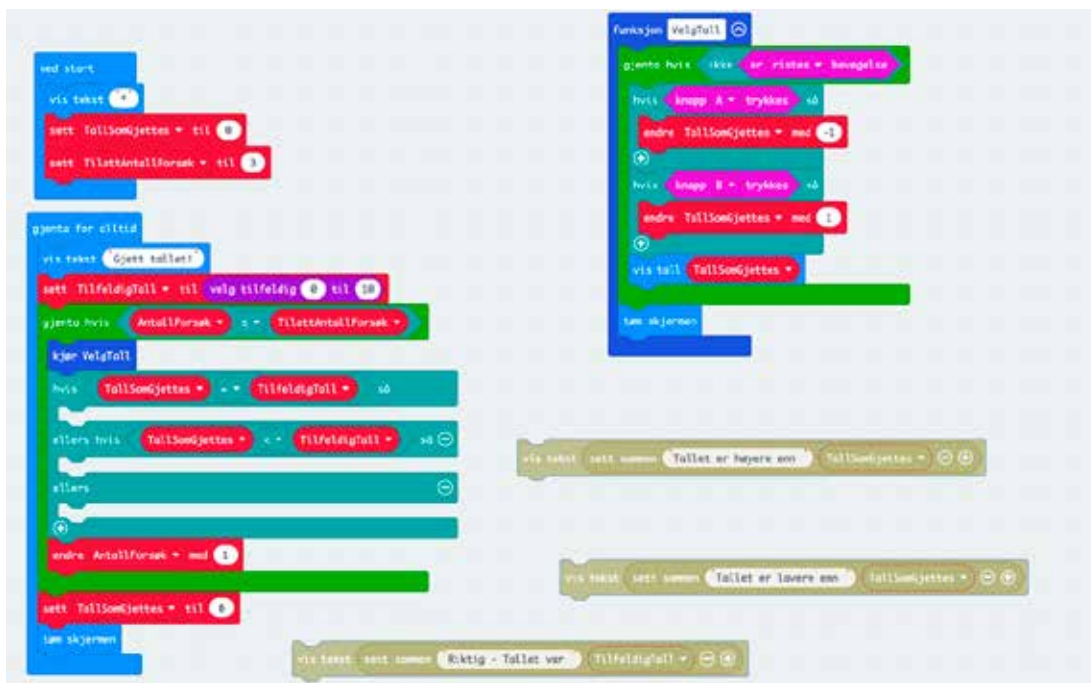 ved start
vis tekst
sett TallSomGjettes til 0
sett TillattAntallForsøk til 3
gjenta for alltid
vis tekst Gjett tallet!
sett TilfeldigTall til velg tilfeldig 0 til 10
gjenta hvis AntallForsøk ≤ TillattAntallForsøk
kjør VelgTall
hvis TallSomGjettes = TilfeldigTall så
ellers hvis TallSomGjettes < TilfeldigTall så
ellers
endre AntallForsøk med 1
sett TallSomGjettes til
tøm skjermen
funksjon VelgTall
gjenta hvis ikke er ristes bevegelse
hvis knapp A trykkes så
endre TallSomGjettes med -1
hvis knapp B trykkes så
endre TallSomGjettes med 1
vis tall TallSomGjettes
tøm skjermen
vis tekst sett sammen Tallet er høyere enn TallSomGjettes
vis tekst sett sammen Tallet er lavere enn TallSomGjettes
vis tekst sett sammen Riktig - Tallet var TilfeldigTall